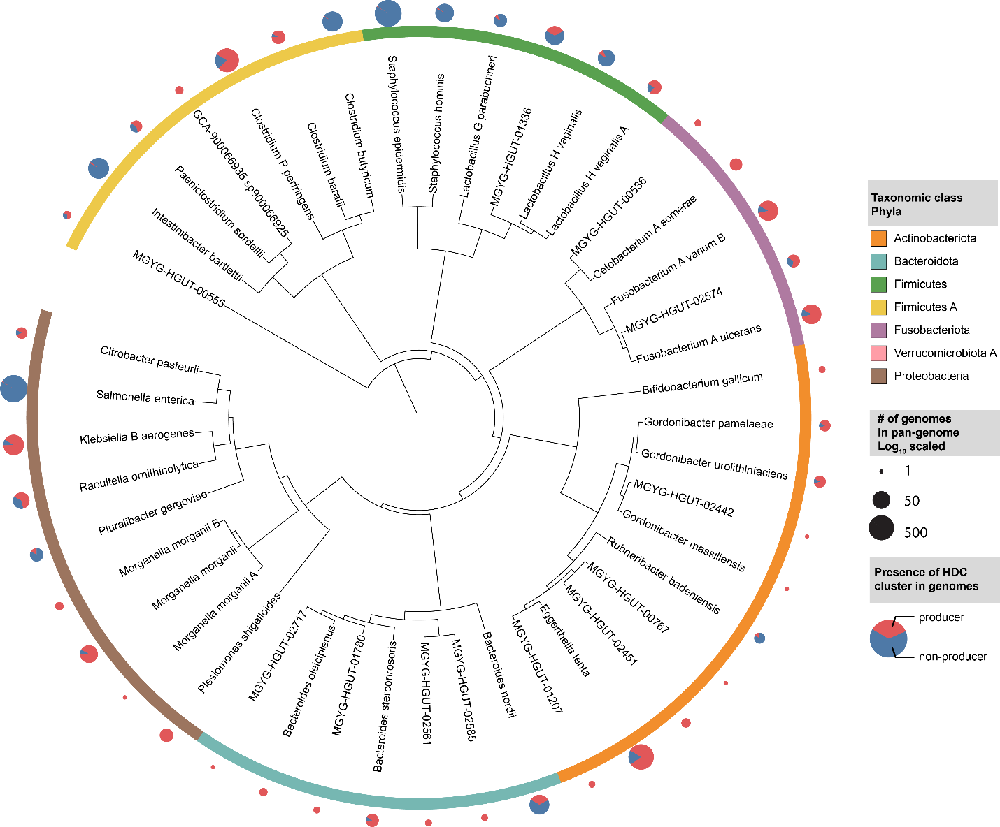 Staphylococcus epidermidis
Staphylococcus hominis
Lactobacillus G parabuchneri
MGYG-HGUT-01336
Lactobacillus H vaginalis
Lactobacillus H vaginalis A
MGYG-HGUT-00536
Cetobacterium A somerae
Fusobacterium A varium B
MGYG-HGUT-02574
Fusobacterium A ulcerans
Bifidobacterium gallicum
Gordonibacter pamelaeae
Gordonibacter urolithinfaciens
MGYG-HGUT-02442
Gordonibacter massiliensis
Rubneribacter badeniensis
MGYG-HGUT-00767
MGYG-HGUT-02451
Eggerthella lenta
MGYG-HGUT-01207
Bacteroides nordii
MGYG-HGUT-02585
MGYG-HGUT-02561
Bacteroides stercorirosoris
MGYG-HGUT-01780
Bacteroides oleiciplenus
MGYG-HGUT-02717
Plesiomonas shigelloides
Morganella morganii A
Morganella morganii
Morganella morganii B
Pluralibacter gergoviae
Raoultella ornithinolytica
Klebsiella B aerogenes
Salmonella enterica
Citrobacter pasteurii
MGYG-HGUT-00555
Intestinibacter bartlettii
Paeniclostridium sordellii
GCA-900066935 sp900066925
Clostridium P perfringens
Clostridium baratii
Clostridium butyricum
Taxonomic class
Phyla
Actinobacteriota
Bacteroidota
Firmicutes
Firmicutes A
Fusobacteriota
Verrucomicrobiota A
Proteobacteria
# of genomes
in pan-genome
Log10 scaled
1
50
500
Presence of HDC
cluster in genomes
producer
non-producer